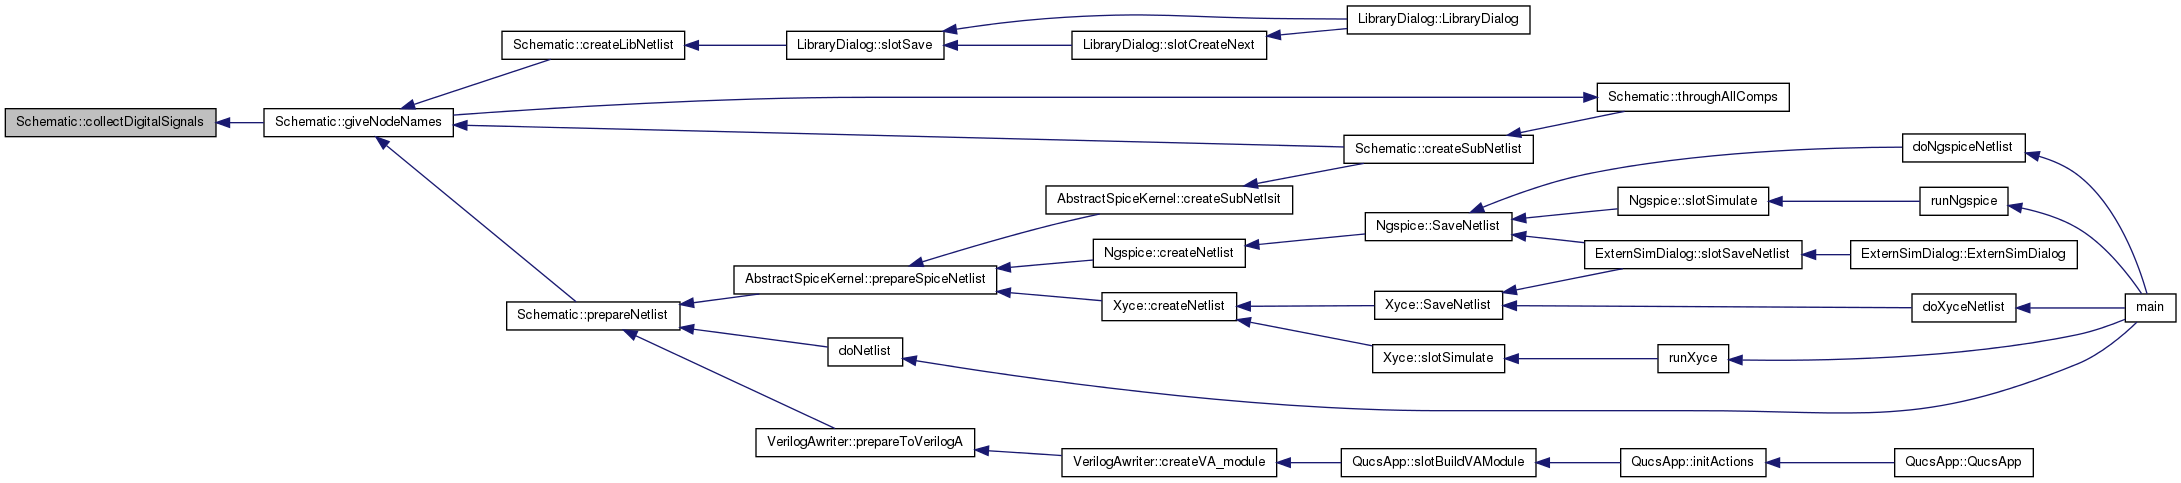 LibraryDialog::LibraryDialog
Schematic::createLibNetlist
LibraryDialog::slotSave
LibraryDialog::slotCreateNext
Schematic::throughAllComps
Schematic::collectDigitalSignals
Schematic::giveNodeNames
Schematic::createSubNetlist
doNgspiceNetlist
AbstractSpiceKernel::createSubNetlsit
Ngspice::slotSimulate
runNgspice
Ngspice::SaveNetlist
Ngspice::createNetlist
ExternSimDialog::slotSaveNetlist
ExternSimDialog::ExternSimDialog
AbstractSpiceKernel::prepareSpiceNetlist
Xyce::createNetlist
Xyce::SaveNetlist
doXyceNetlist
main
Schematic::prepareNetlist
doNetlist
Xyce::slotSimulate
runXyce
VerilogAwriter::prepareToVerilogA
VerilogAwriter::createVA_module
QucsApp::slotBuildVAModule
QucsApp::initActions
QucsApp::QucsApp